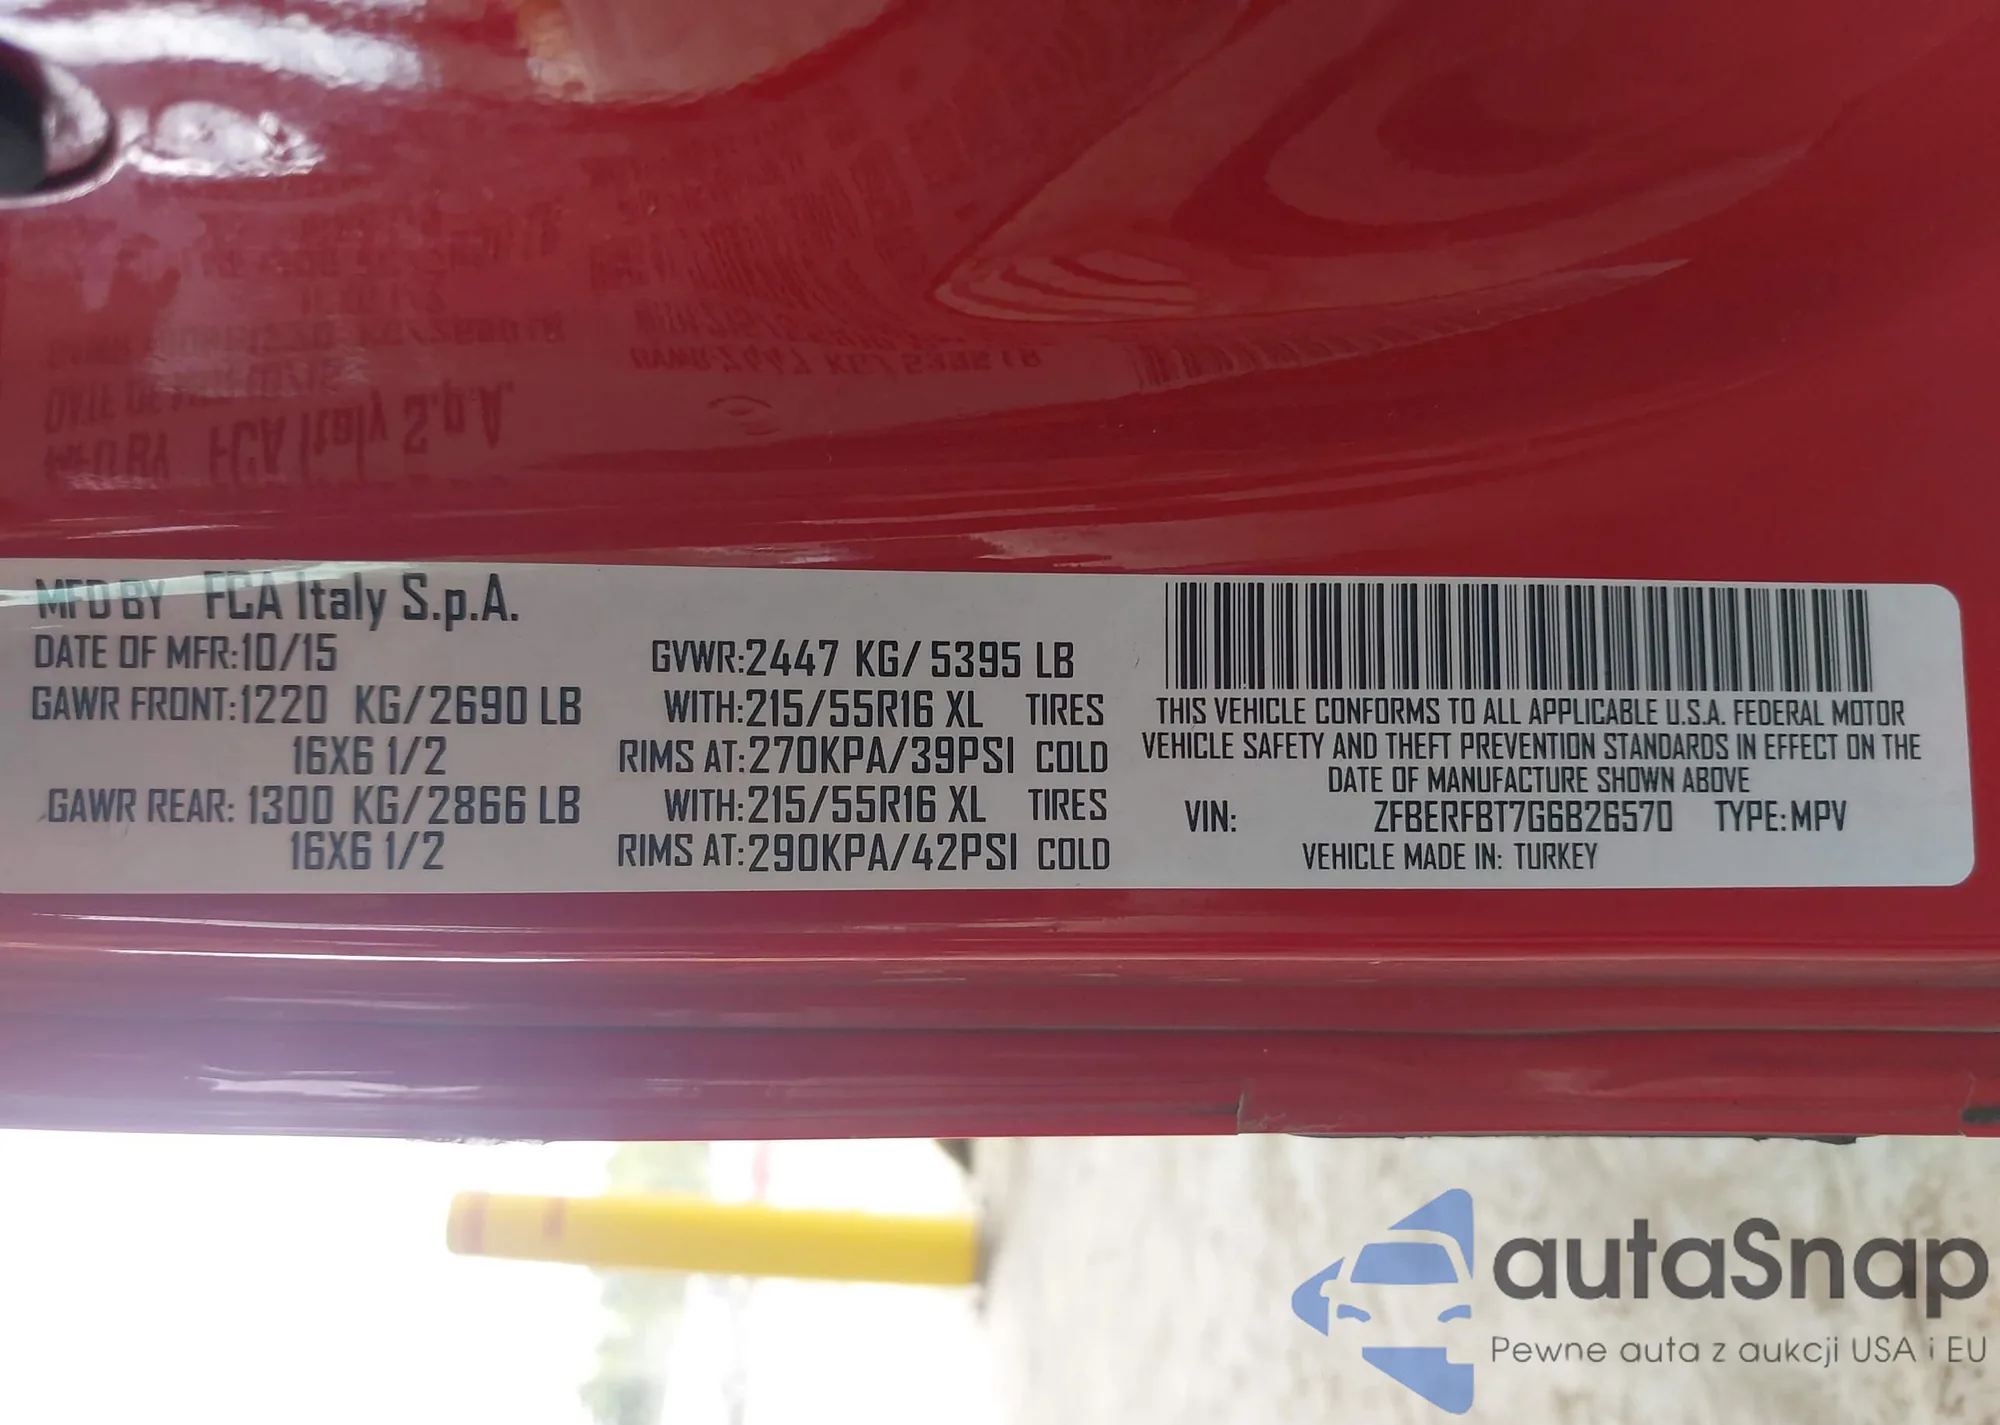 MFD BY FCA Italy S.p.A.
DATE OF MFR:10/15
GAWR FRONT:1220 KG/2690 LB
16X6 1/2
GAWR REAR: 1300 KG/2866 LB
16X6 1/2
GVWR:2447 KG/5395 LB
WITH:215/55R16 XL TIRES
RIMS AT:270KPA/39PSI COLD
WITH:215/55R16 XL TIRES
RIMS AT:290KPA/42PSI COLD
THIS VEHICLE CONFORMS TO ALL APPLICABLE U.S.A. FEDERAL MOTOR
VEHICLE SAFETY AND THEFT PREVENTION STANDARDS IN EFFECT ON THE
DATE OF MANUFACTURE SHOWN ABOVE
VIN: ZFBERFBT7G6B26570 TYPE:MPV
VEHICLE MADE IN: TURKEY
autaSnap
Pewne auta z aukcji USA i EU